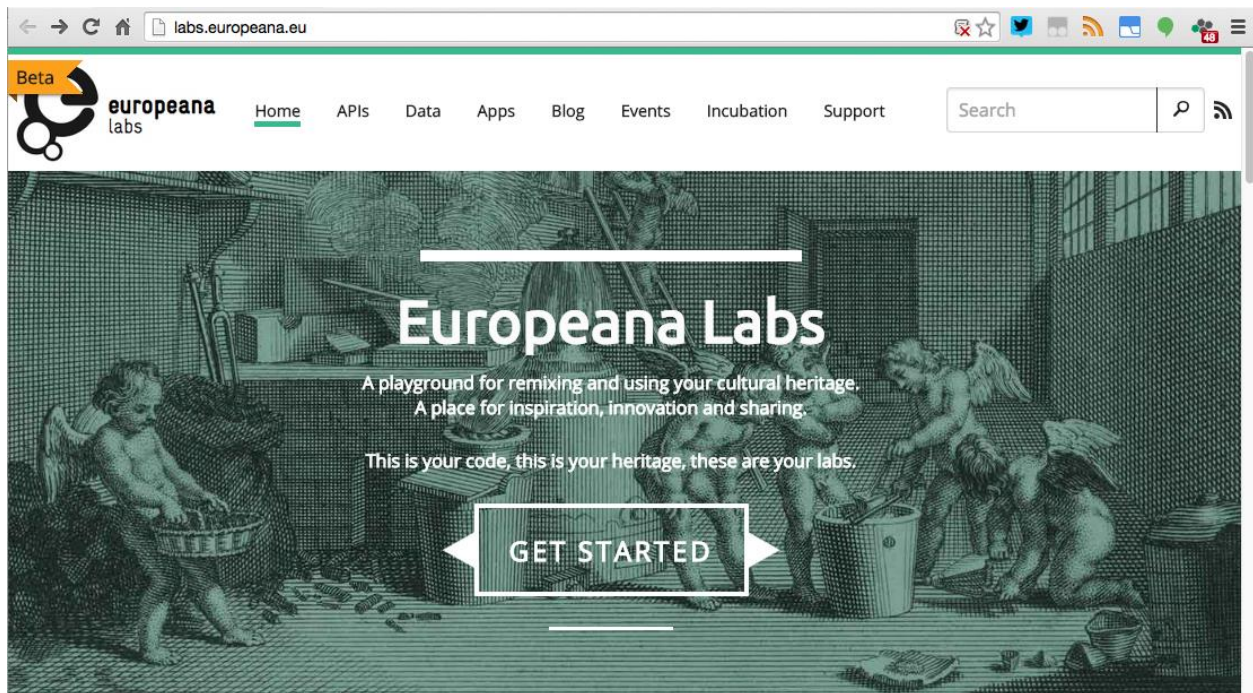 labs.europeana.eu
48
Beta
europeana
labs
Home APIs Data Apps Blog Events Incubation Support Search
Europeana Labs
A playground for remixing and using your cultural heritage.
A place for inspiration, innovation and sharing.
This is your code, this is your heritage, these are your labs.
GET STARTED